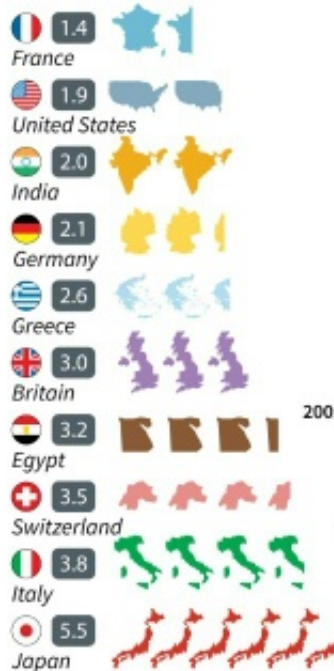 1.4
France
1.9
United States
2.0
India
2.1
Germany
2.6
Greece
3.0
Britain
200
3.2
Egypt
3.5
Switzerland
3.8
Italy
5.5
Japan